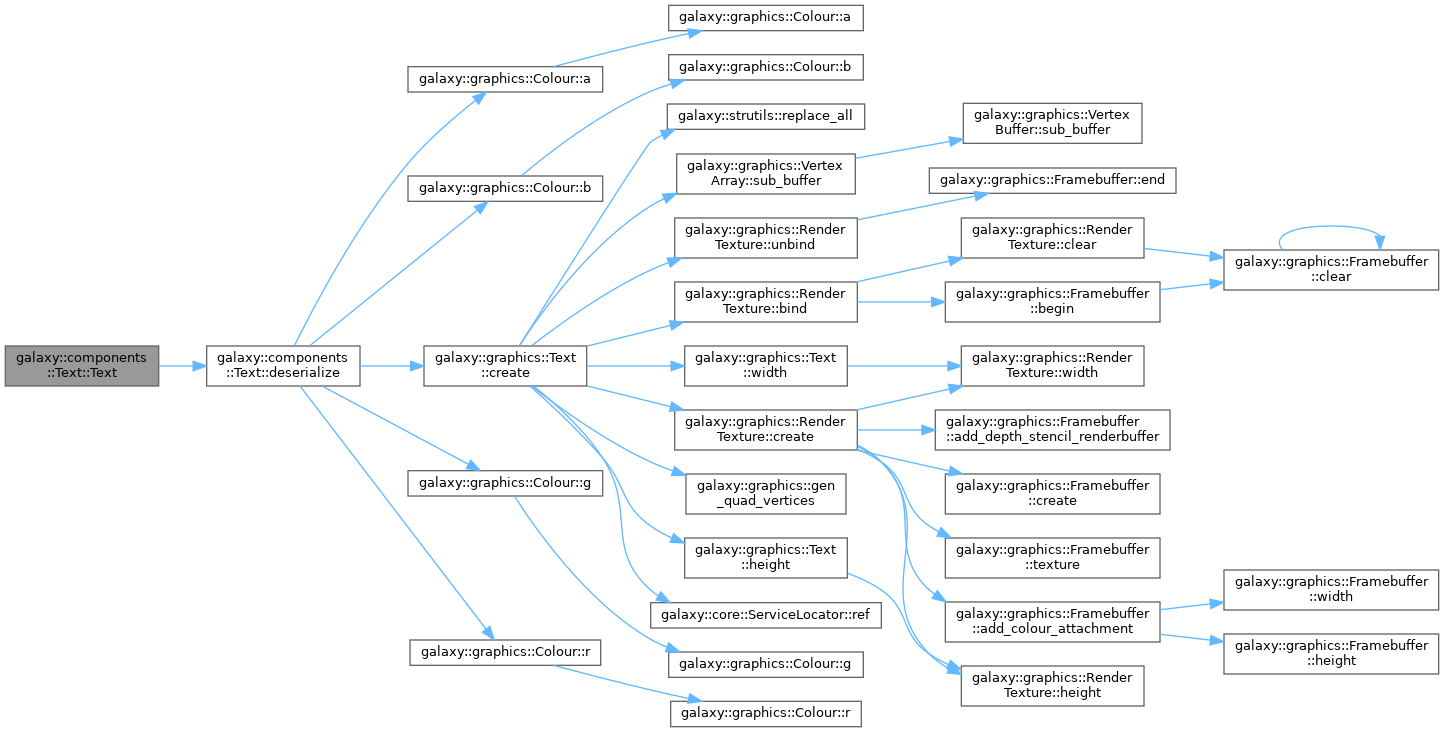 galaxy::components
::Text::Text
galaxy::components
::Text::deserialize
galaxy::graphics::Colour::a
galaxy::graphics::Colour::b
galaxy::graphics::Text
::create
galaxy::graphics::Colour::g
galaxy::graphics::Colour::r
galaxy::graphics::Colour::a
galaxy::graphics::Colour::b
galaxy::strutils::replace_all
galaxy::graphics::Vertex
Array::sub_buffer
galaxy::graphics::Render
Texture::unbind
galaxy::graphics::Render
Texture::bind
galaxy::graphics::Text
::width
galaxy::graphics::Render
Texture::create
galaxy::graphics::gen
_quad_vertices
galaxy::graphics::Text
::height
galaxy::core::ServiceLocator::ref
galaxy::graphics::Colour::g
galaxy::graphics::Colour::r
galaxy::graphics::Vertex
Buffer::sub_buffer
galaxy::graphics::Framebuffer::end
galaxy::graphics::Render
Texture::clear
galaxy::graphics::Framebuffer
::begin
galaxy::graphics::Render
Texture::width
galaxy::graphics::Framebuffer
::add_depth_stencil_renderbuffer
galaxy::graphics::Framebuffer
::create
galaxy::graphics::Framebuffer
::texture
galaxy::graphics::Framebuffer
::add_colour_attachment
galaxy::graphics::Render
Texture::height
galaxy::graphics::Framebuffer
::clear
galaxy::graphics::Framebuffer
::width
galaxy::graphics::Framebuffer
::height